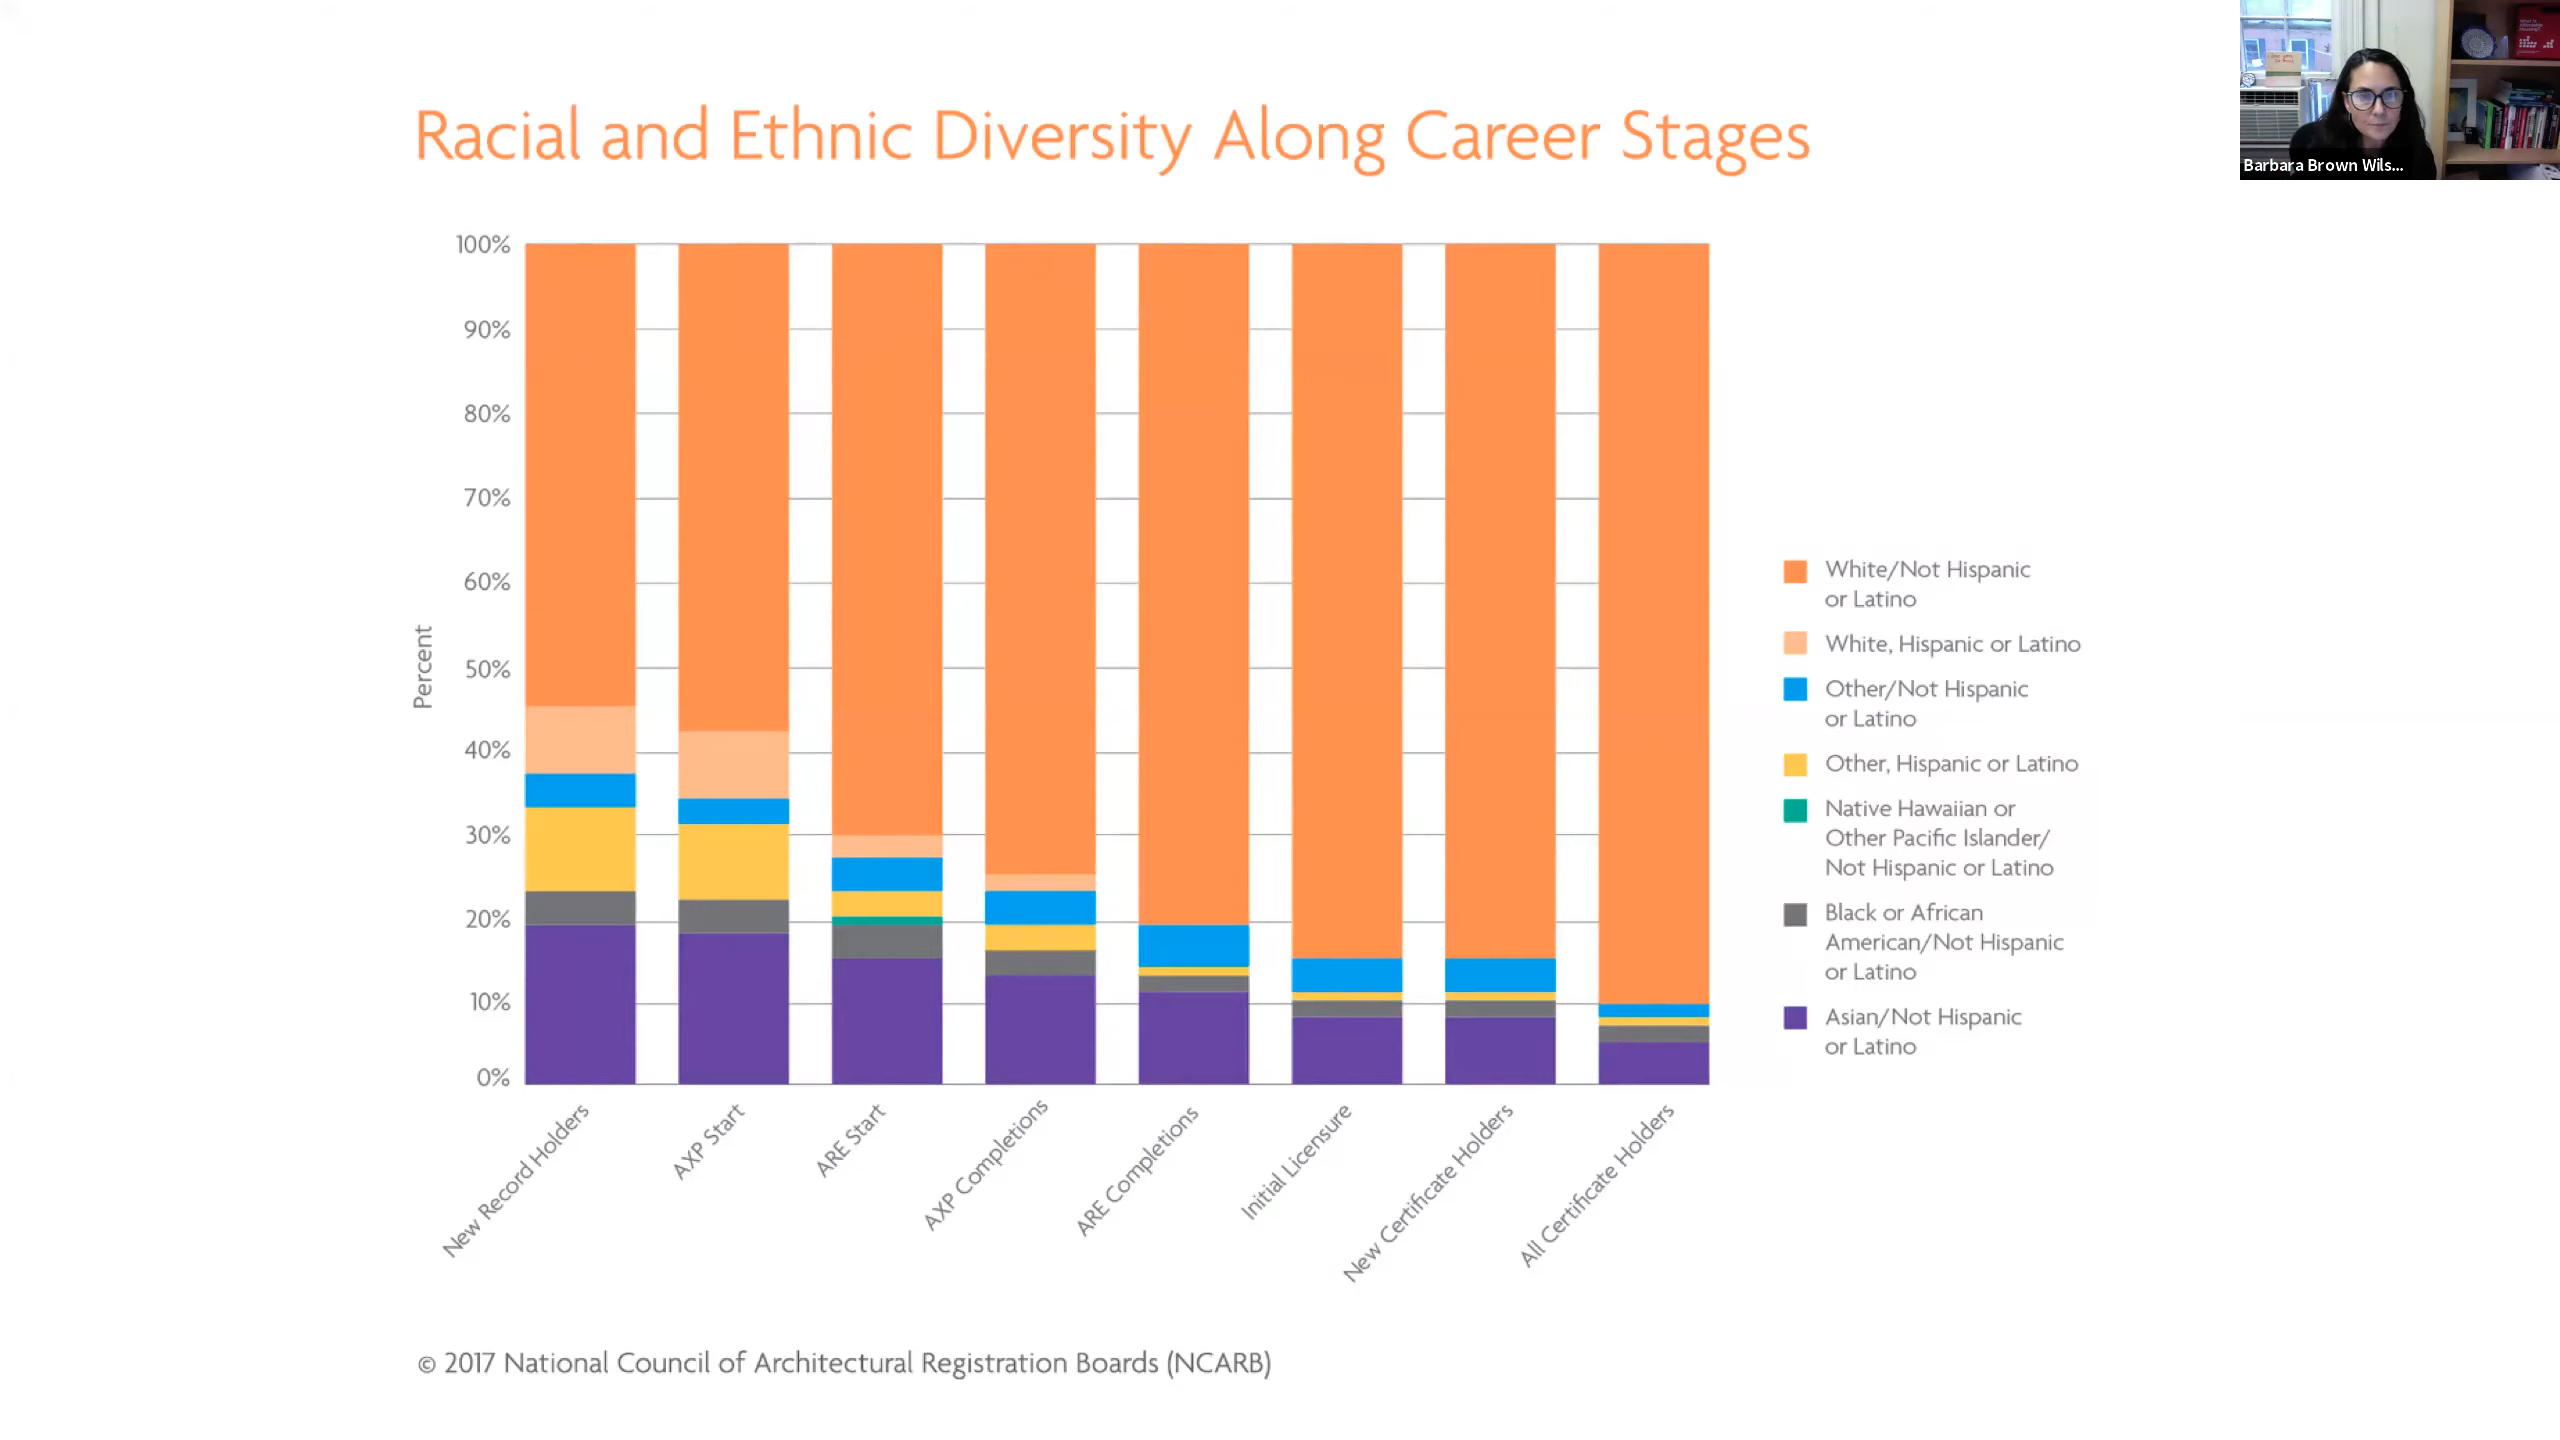 Racial and Ethnic Diversity Along Career Stages
Barbara Brown Wils...
100%
90%
80%
70%
60%
50%
40%
30%
20%
10%
0%
Percent
New Record Holders
AXP Start
ARE Start
AXP Completions
ARE Completions
Initial Licensure
New Certificate Holders
All Certificate Holders
White/Not Hispanic
or Latino
White, Hispanic or Latino
Other/Not Hispanic
or Latino
Other, Hispanic or Latino
Native Hawaiian or
Other Pacific Islander/
Not Hispanic or Latino
Black or African
American/Not Hispanic
or Latino
Asian/Not Hispanic
or Latino
© 2017 National Council of Architectural Registration Boards (NCARB)